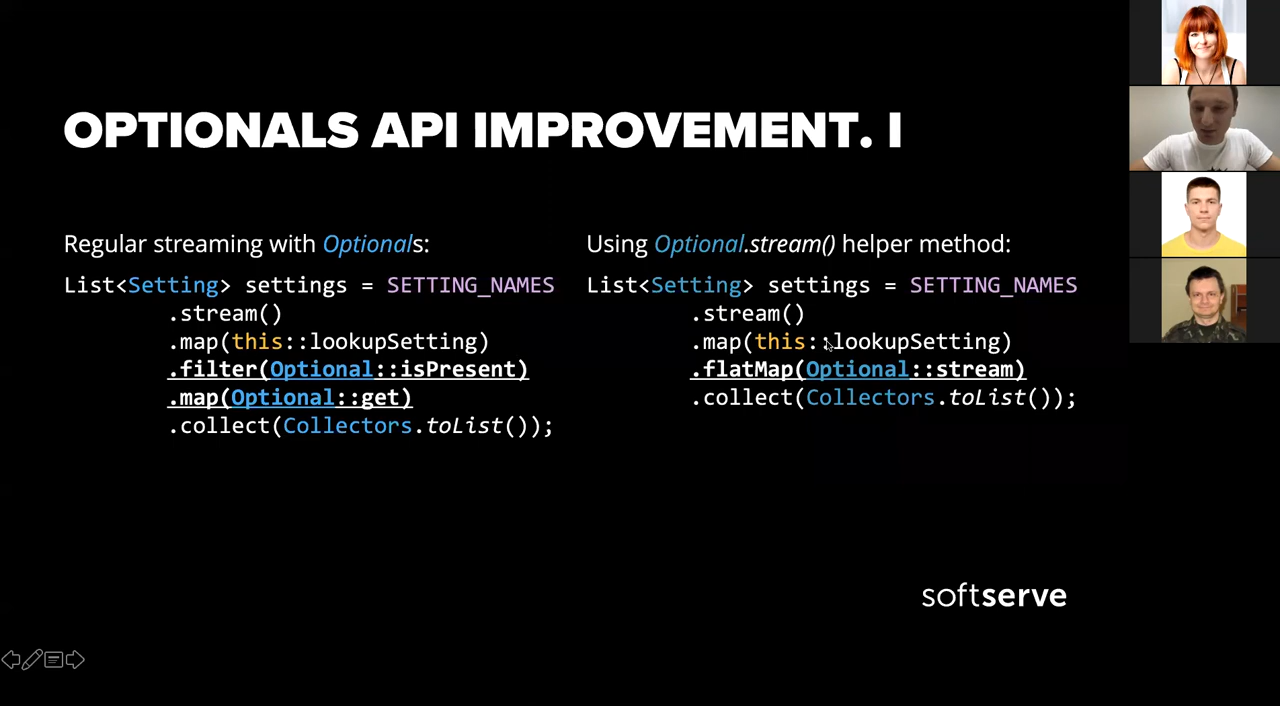 OPTIONALS API IMPROVEMENT. I
Regular streaming with Optionals:
List<Setting> settings = SETTING_NAMES
.stream()
.map(this::lookupSetting)
.filter(Optional::isPresent)
.map(Optional::get)
.collect(Collectors.toList());
Using Optional.stream() helper method:
List<Setting> settings = SETTING_NAMES
.stream()
.map(this::lookupSetting)
.flatMap(Optional::stream)
.collect(Collectors.toList());
softserve